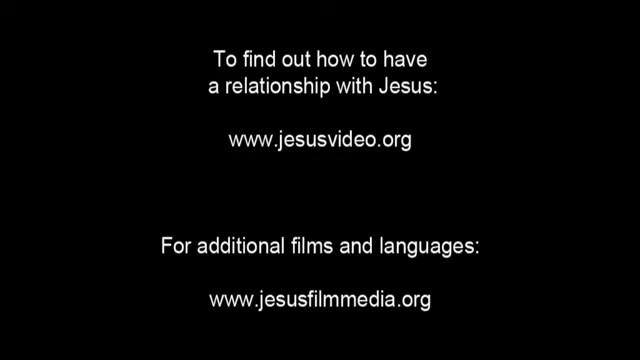 To find out how to have
a relationship with Jesus:
www.jesusvideo.org
For additional films and languages:
www.jesusfilmmedia.org